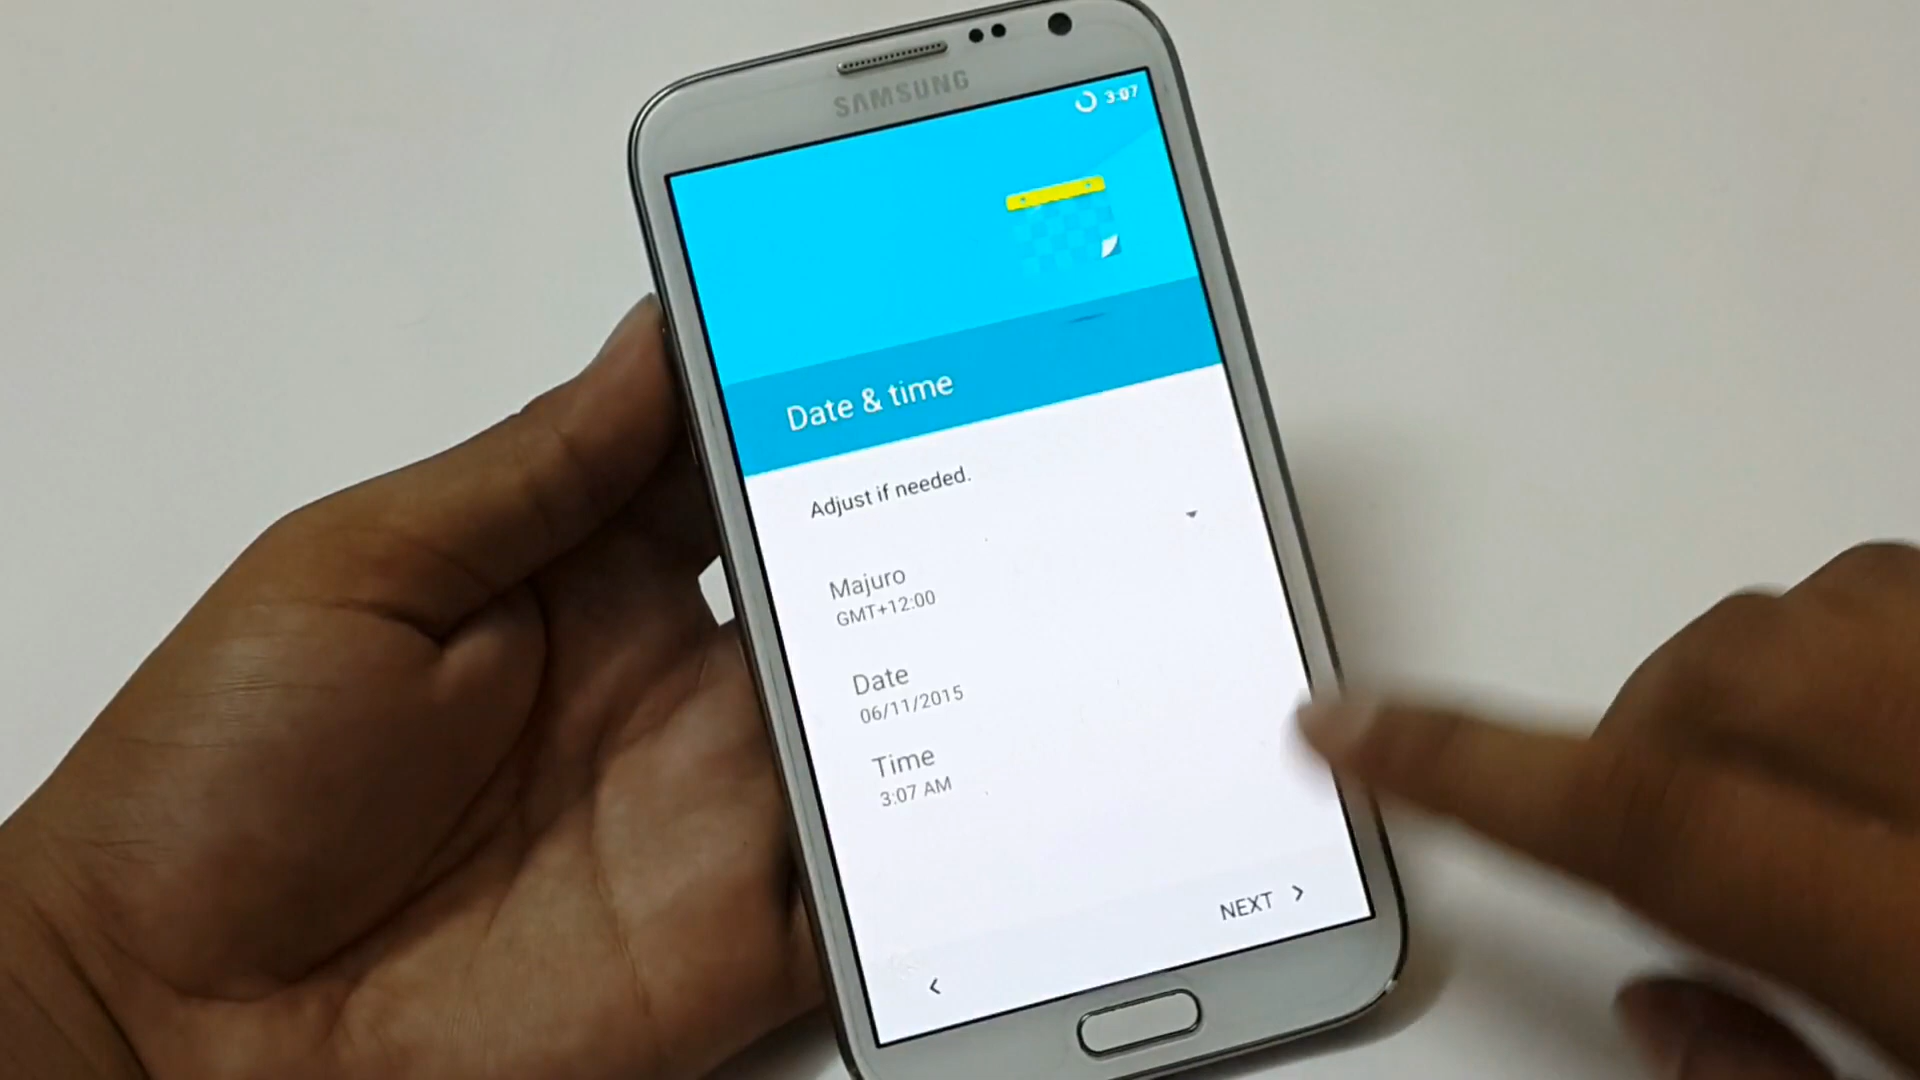 SAMSUNG
3:07
Date & time
Adjust if needed.
Majuro
GMT+12:00
Date
06/11/2015
Time
3:07 AM
NEXT